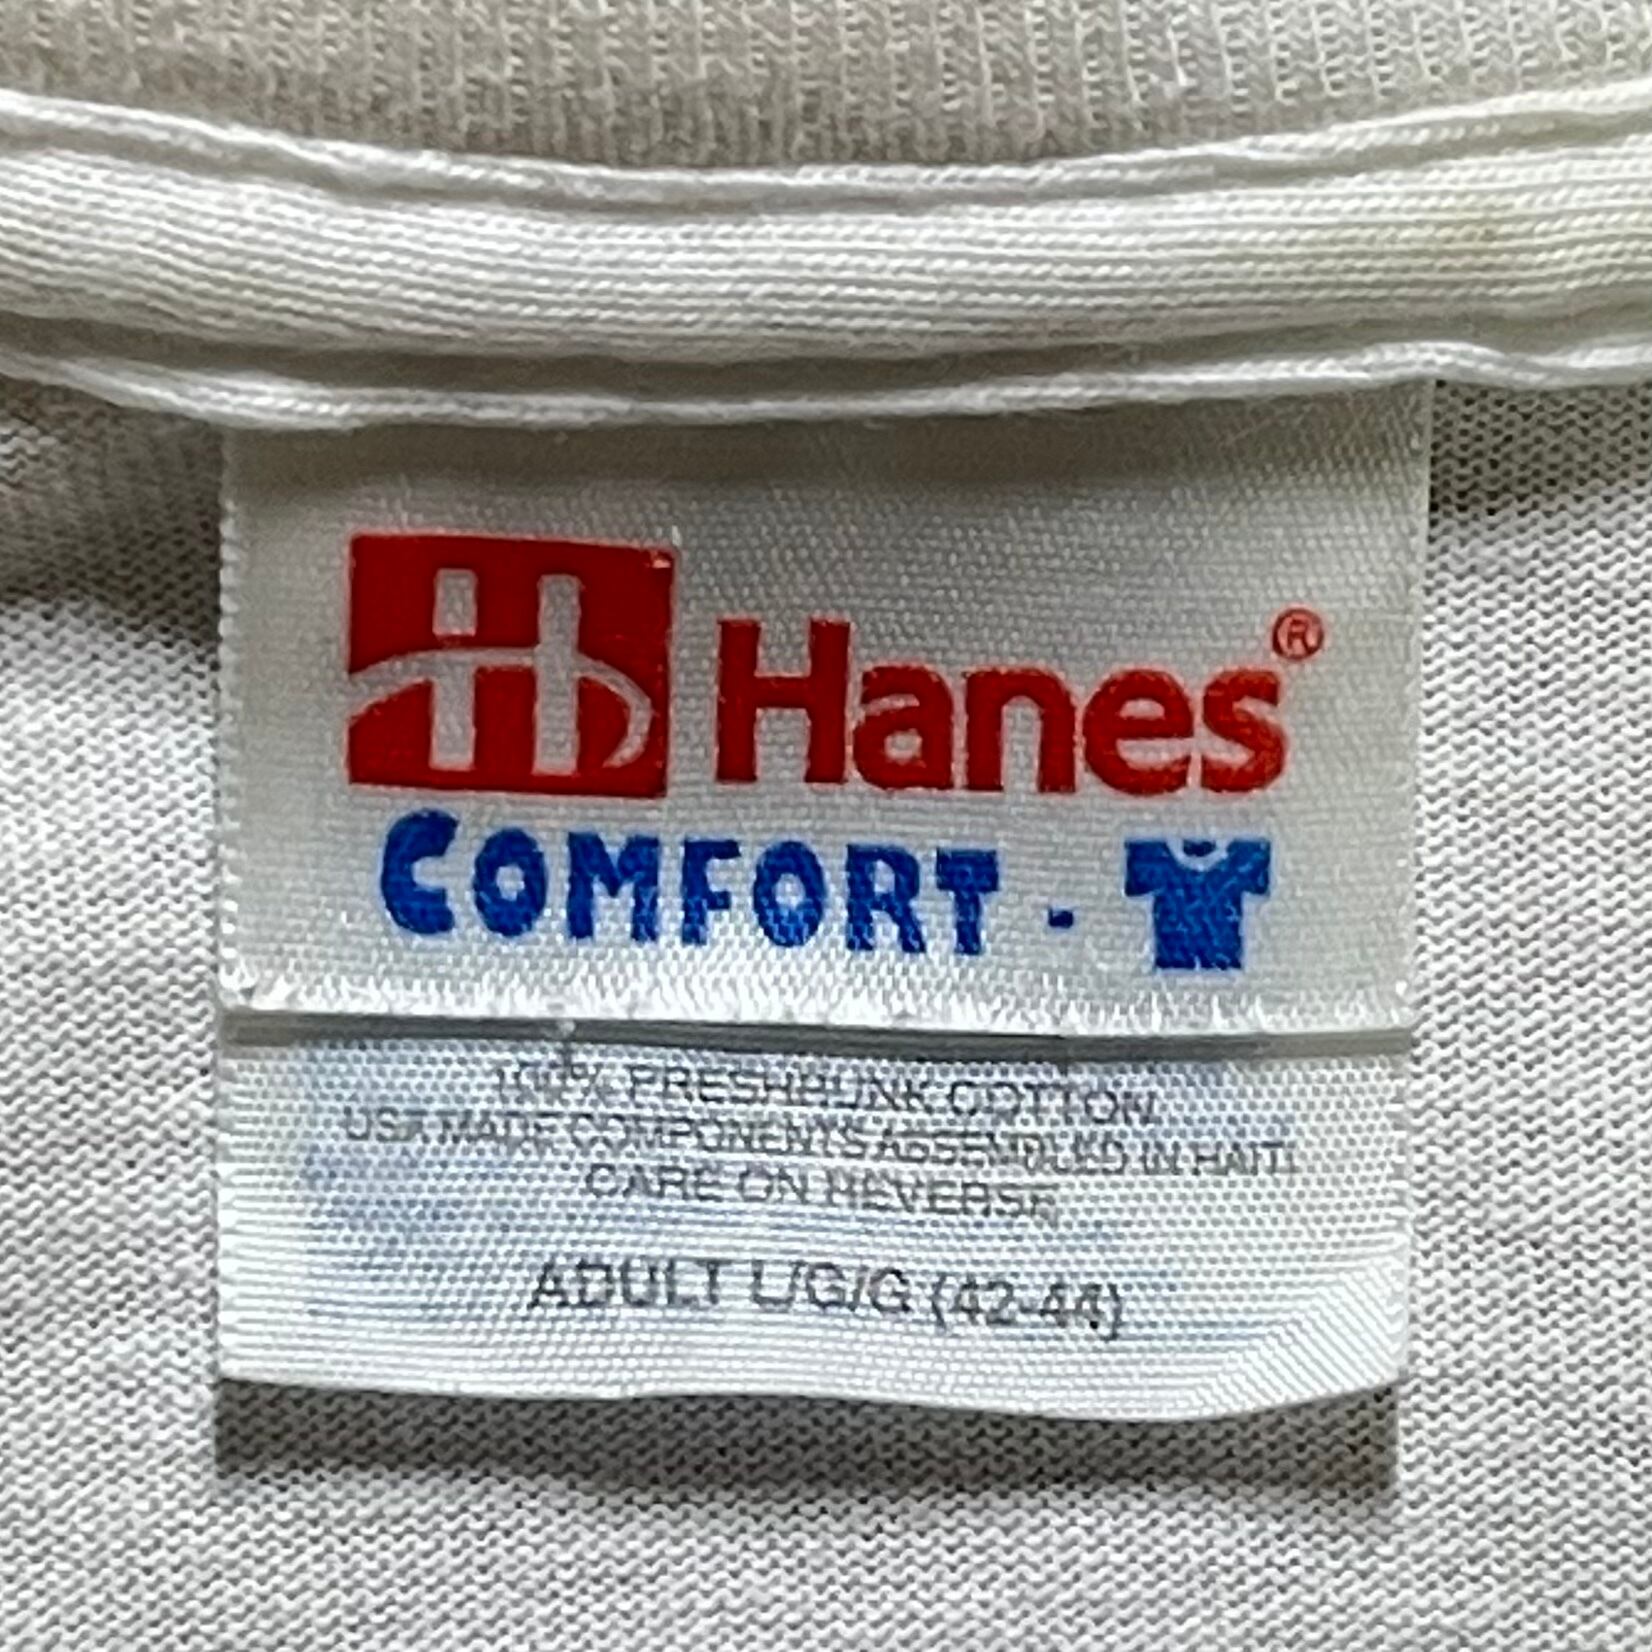 H Hanes®
COMFORT -
100% PRESHRUNK COTTON
USA MADE COMPONENTS ASSEMBLED IN HAITI
CARE ON REVERSE
ADULT L/G/G (42-44)